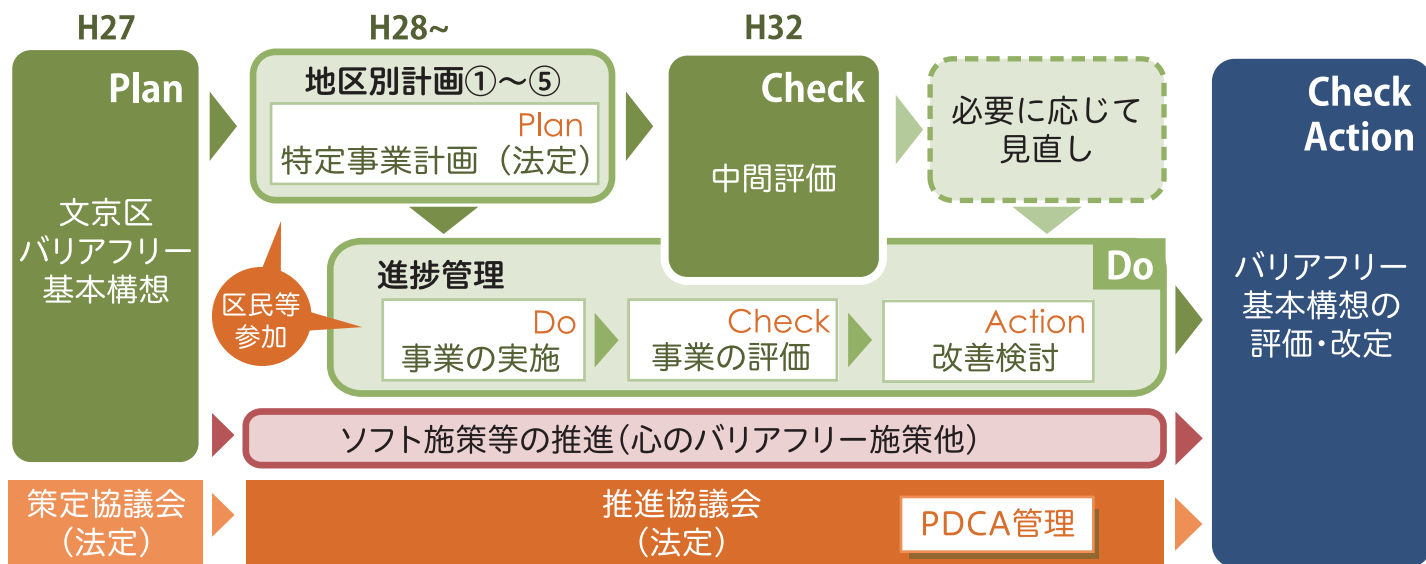 H27
H28~
H32
Plan
文京区
バリアフリー
基本構想
地区別計画①～⑤
Plan
特定事業計画（法定）
Check
中間評価
必要に応じて
見直し
Check
Action
バリアフリー
基本構想の
評価・改定
区民等
参加
進捗管理
Do
Do
事業の実施
Check
事業の評価
Action
改善検討
ソフト施策等の推進(心のバリアフリー施策他)
策定協議会
(法定)
推進協議会
(法定)
PDCA管理